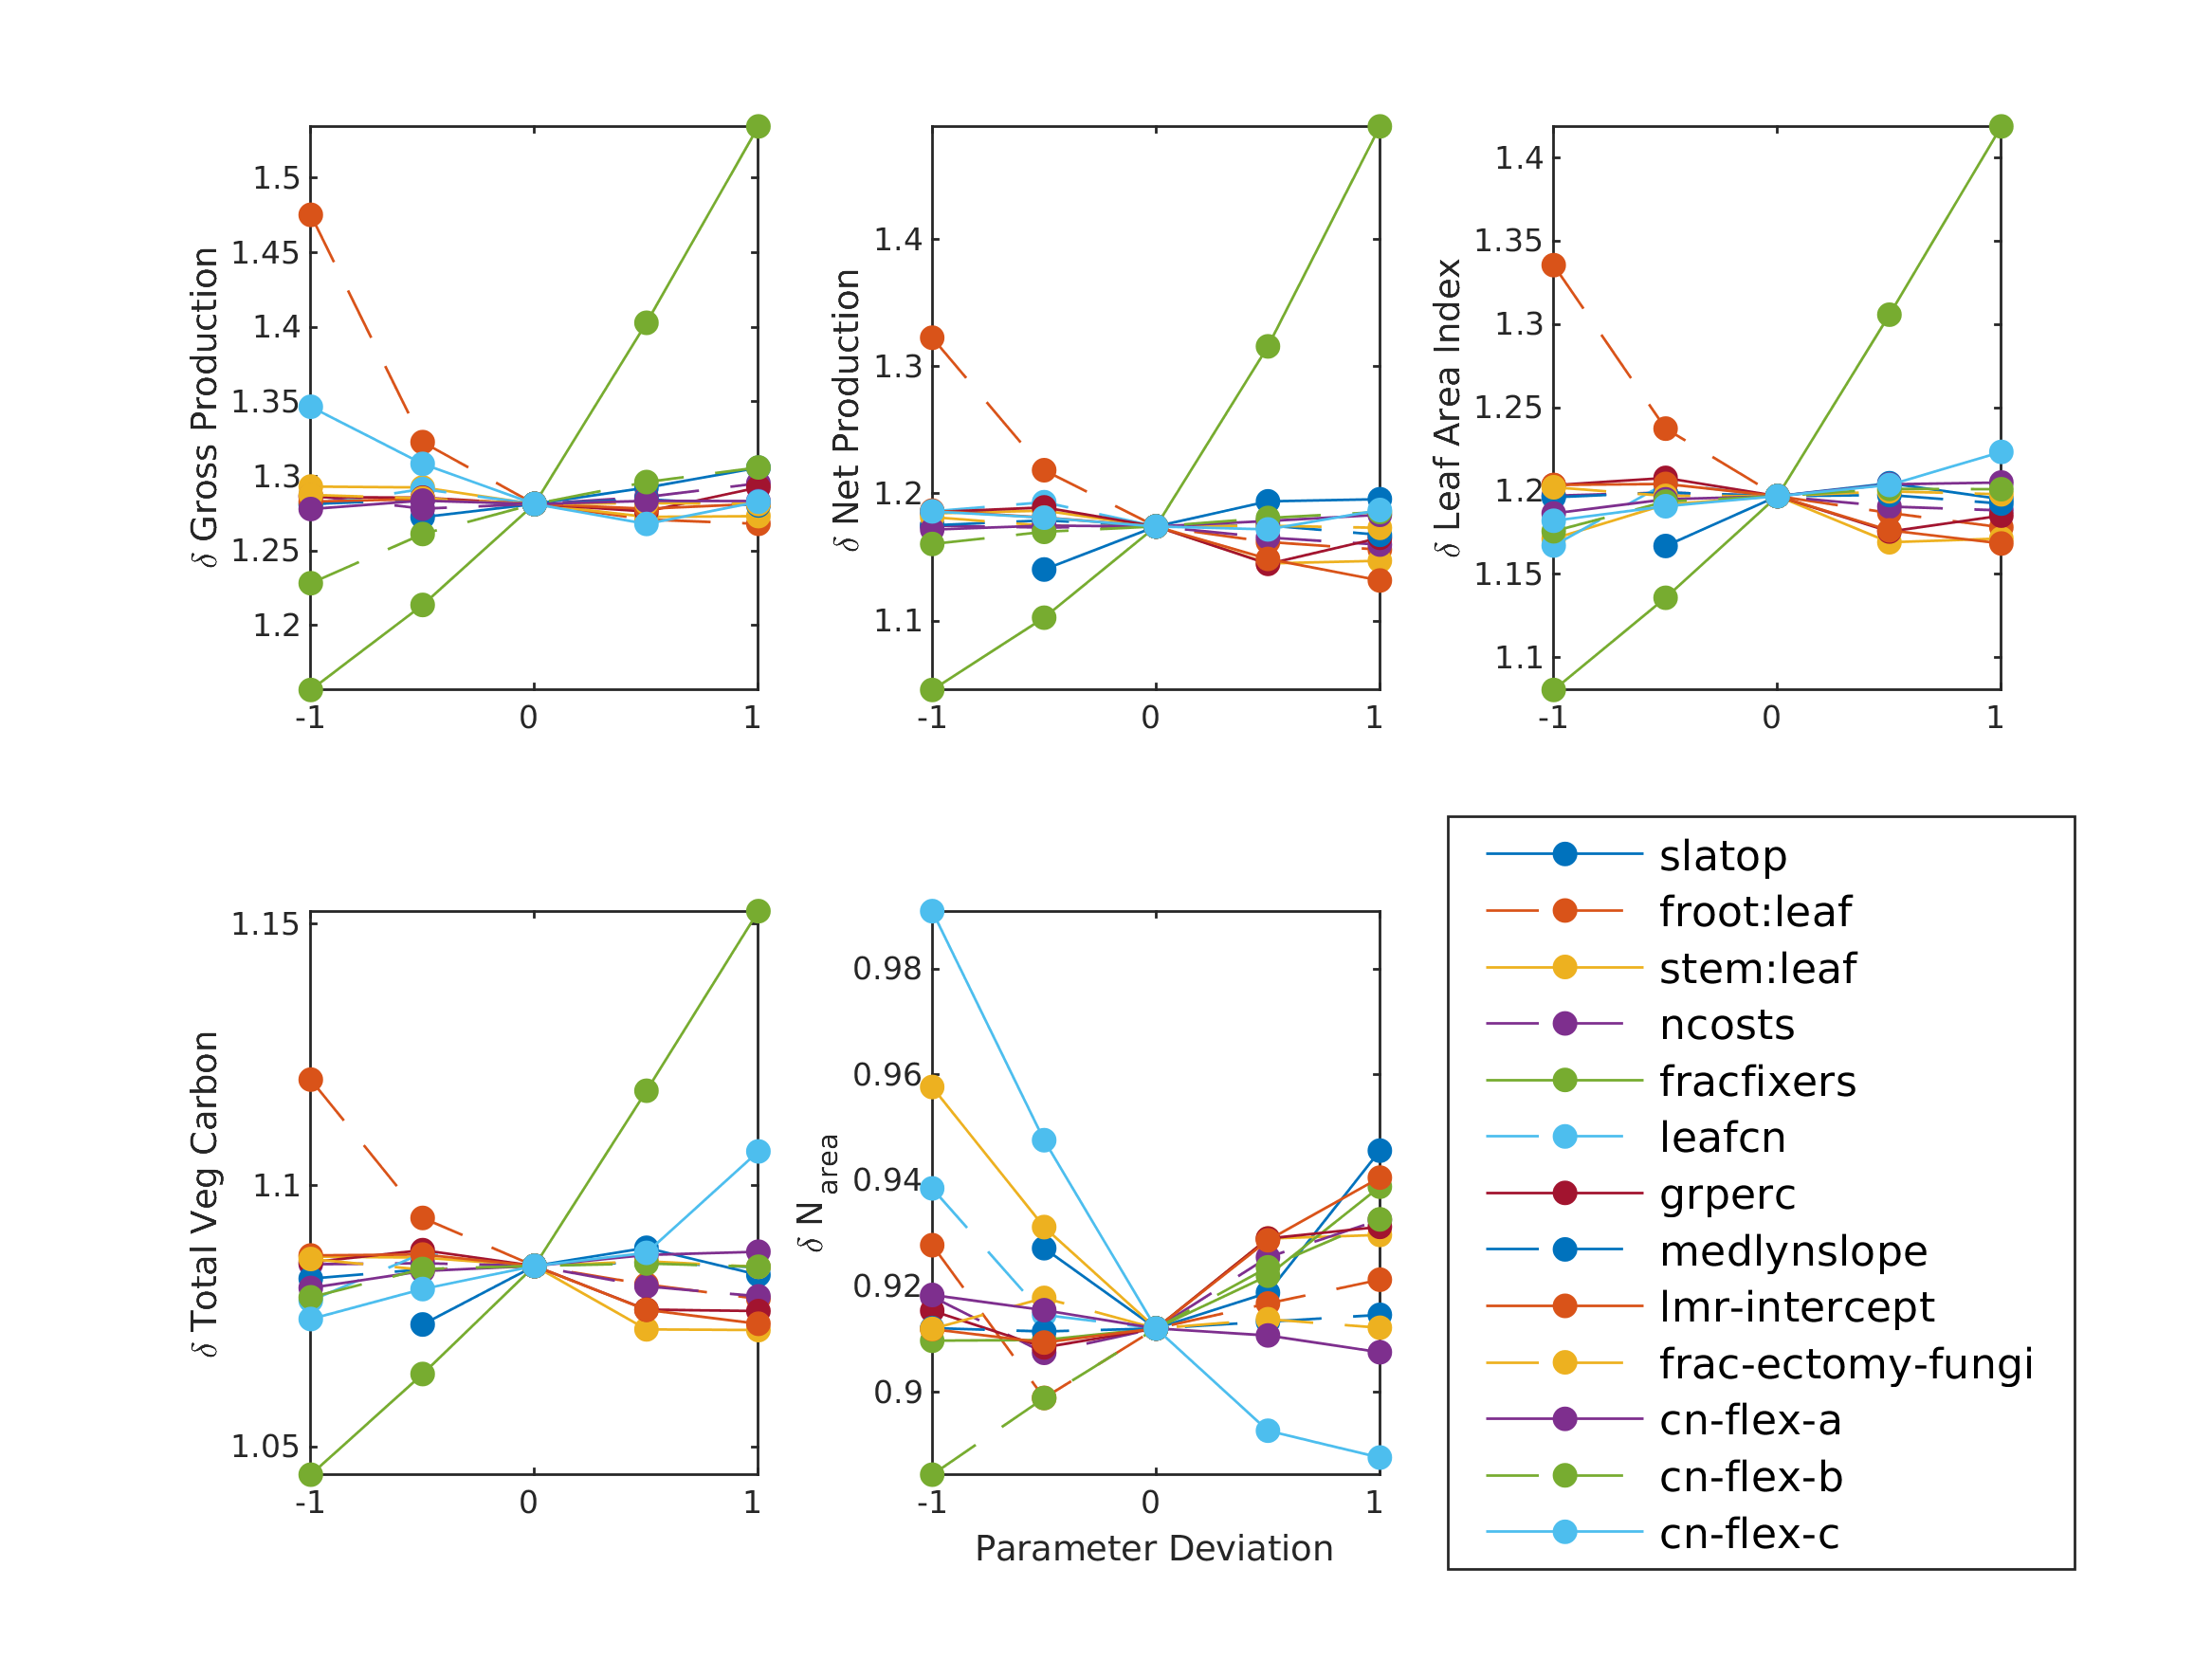 δ Gross Production
1.5
1.45
1.4
1.35
1.3
1.25
1.2
-1 0 1
δ Net Production
1.4
1.3
1.2
1.1
-1 0 1
δ Leaf Area Index
1.4
1.35
1.3
1.25
1.2
1.15
1.1
-1 0 1
δ Total Veg Carbon
1.15
1.1
1.05
-1 0 1
δ N area
0.98
0.96
0.94
0.92
0.9
-1 0 1
Parameter Deviation
slatop
froot:leaf
stem:leaf
ncosts
fracfixers
leafcn
grperc
medlynslope
lmr-intercept
frac-ectomy-fungi
cn-flex-a
cn-flex-b
cn-flex-c